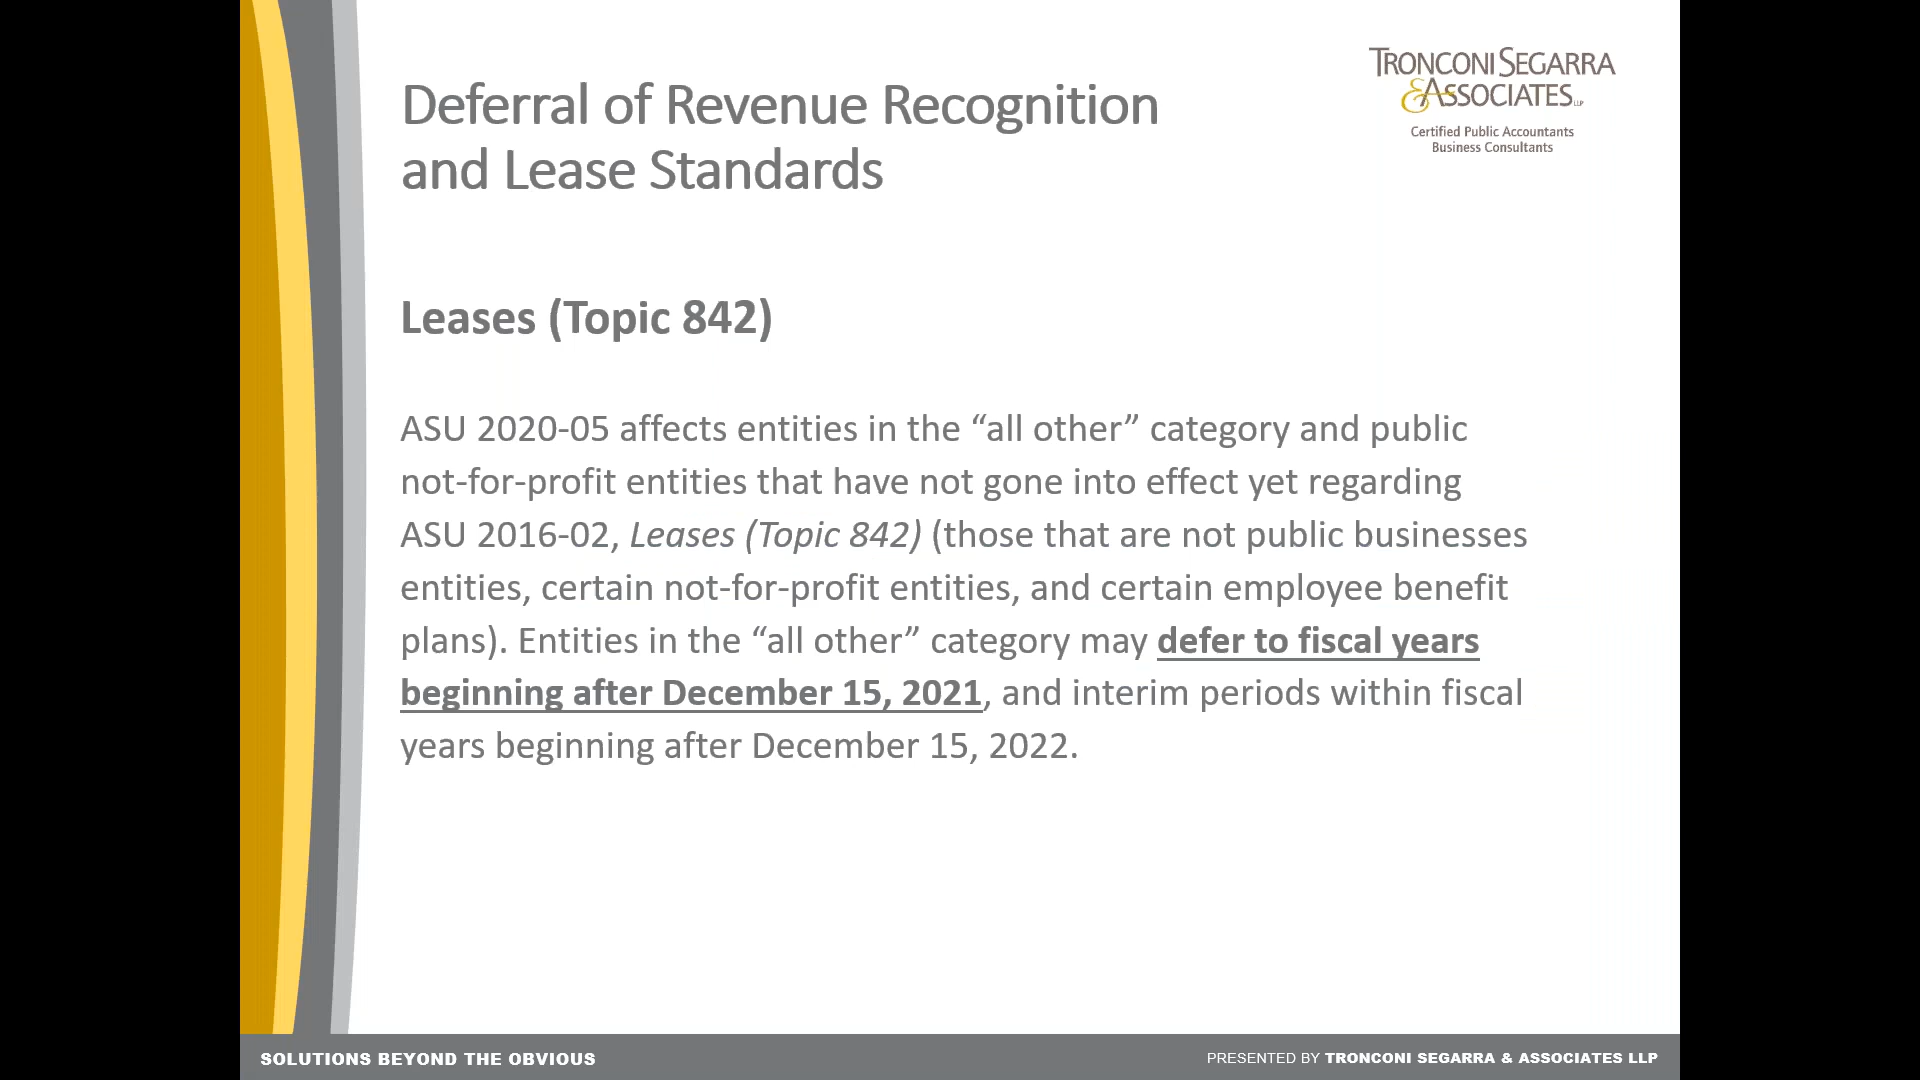 Deferral of Revenue Recognition
and Lease Standards
TRONCONI SEGARRA
& ASSOCIATES LLP
Certified Public Accountants
Business Consultants
Leases (Topic 842)
ASU 2020-05 affects entities in the “all other” category and public
not-for-profit entities that have not gone into effect yet regarding
ASU 2016-02, Leases (Topic 842) (those that are not public businesses
entities, certain not-for-profit entities, and certain employee benefit
plans). Entities in the “all other” category may defer to fiscal years
beginning after December 15, 2021, and interim periods within fiscal
years beginning after December 15, 2022.
SOLUTIONS BEYOND THE OBVIOUS
PRESENTED BY TRONCONI SEGARRA & ASSOCIATES LLP